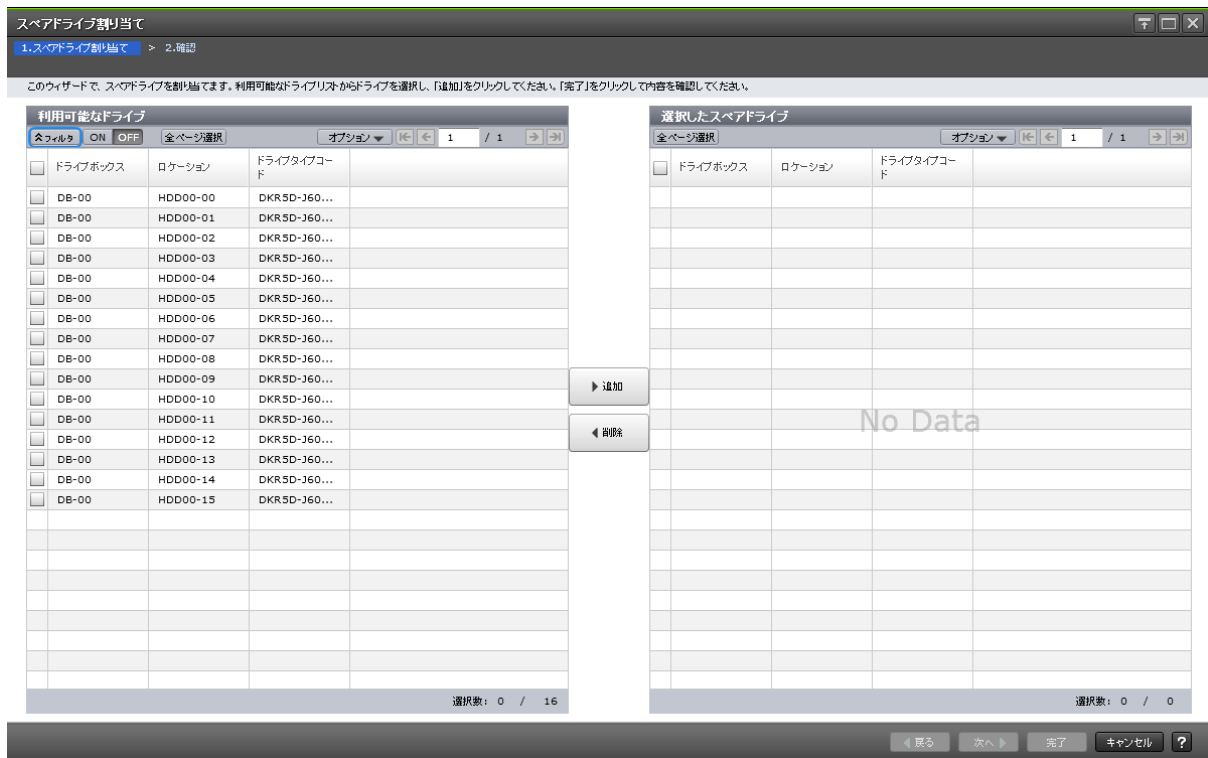 スペアドライブ割り当て
1.スペアドライブ割り当て > 2.確認
このウィザードで、スペアドライブを割り当てます。利用可能なドライブリストからドライブを選択し、「追加」をクリックしてください。「完了」をクリックして内容を確認してください。
利用可能なドライブ
フィルタ ON OFF 全ページ選択 オプション 1 / 1
ドライブボックス ロケーション ドライブタイプコー
ド
DB-00 HDD00-00 DKR5D-J60...
DB-00 HDD00-01 DKR5D-J60...
DB-00 HDD00-02 DKR5D-J60...
DB-00 HDD00-03 DKR5D-J60...
DB-00 HDD00-04 DKR5D-J60...
DB-00 HDD00-05 DKR5D-J60...
DB-00 HDD00-06 DKR5D-J60...
DB-00 HDD00-07 DKR5D-J60...
DB-00 HDD00-08 DKR5D-J60...
DB-00 HDD00-09 DKR5D-J60...
DB-00 HDD00-10 DKR5D-J60...
DB-00 HDD00-11 DKR5D-J60...
DB-00 HDD00-12 DKR5D-J60...
DB-00 HDD00-13 DKR5D-J60...
DB-00 HDD00-14 DKR5D-J60...
DB-00 HDD00-15 DKR5D-J60...
選択数: 0 / 16
追加
削除
選択したスペアドライブ
全ページ選択 オプション 1 / 1
ドライブボックス ロケーション ドライブタイプコー
ド
No Data
選択数: 0 / 0
戻る 次へ 完了 キャンセル ?